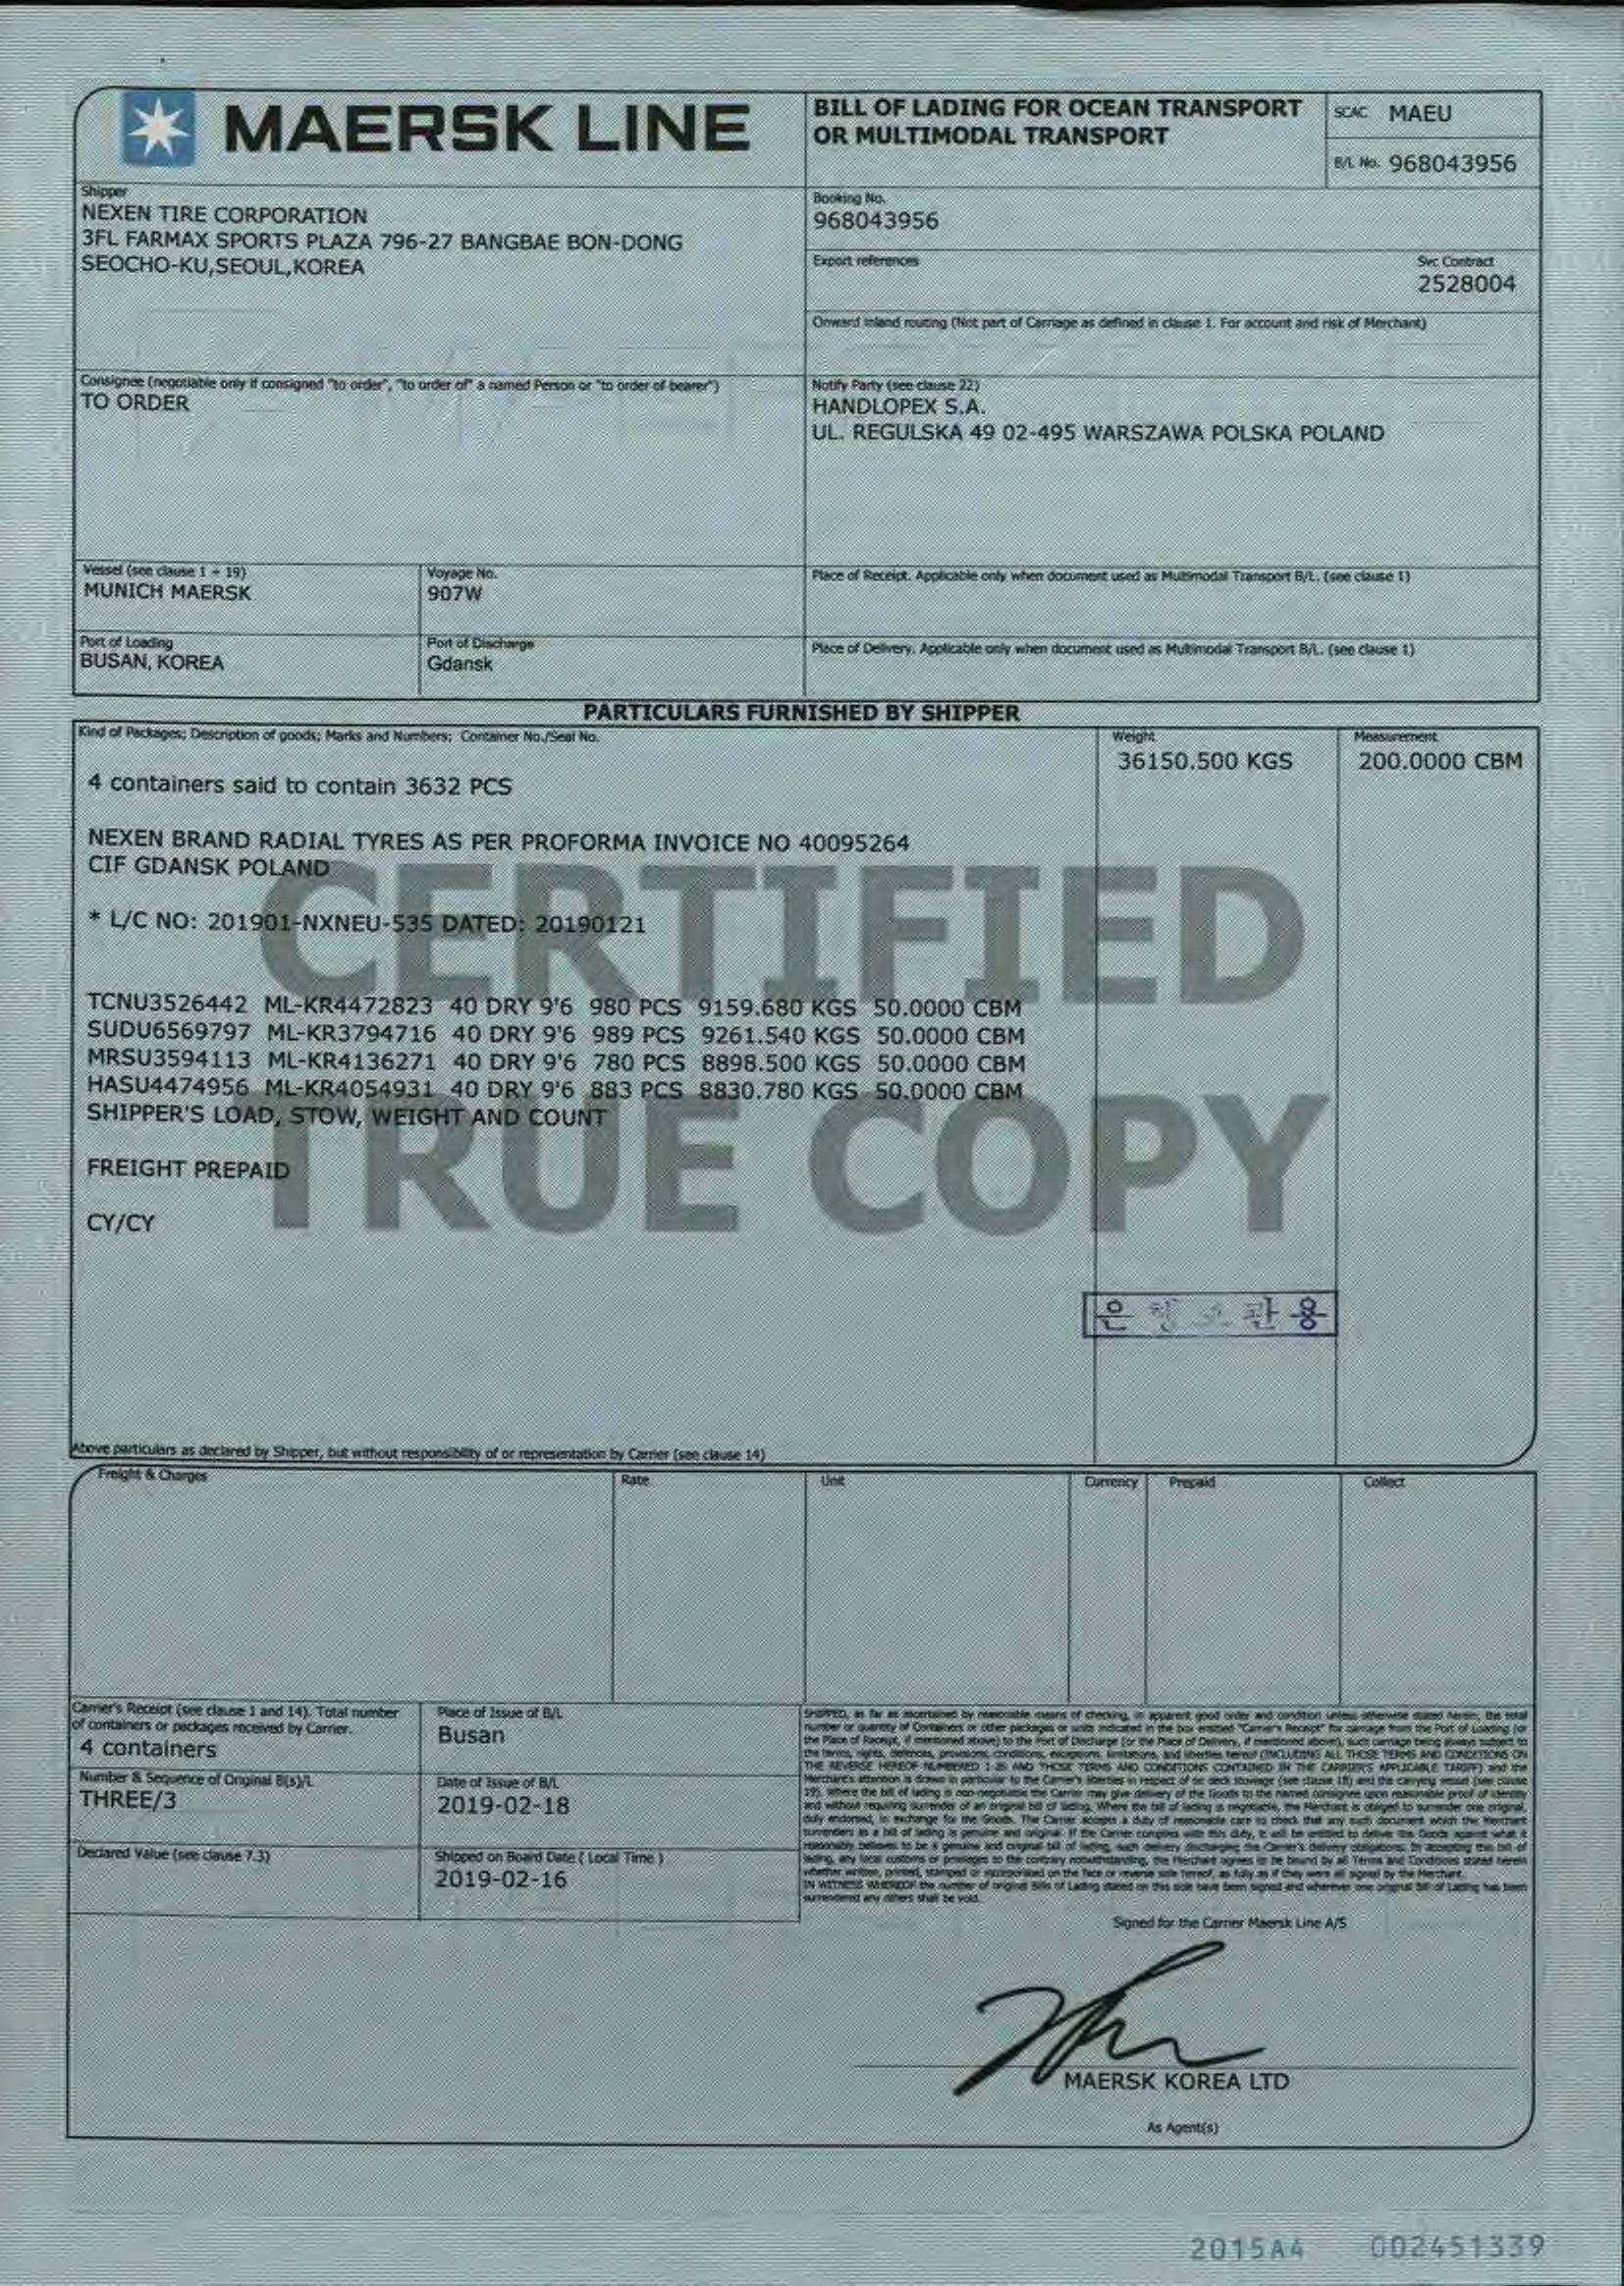 MAERSK LINE
BILL OF LADING FOR OCEAN TRANSPORT
OR MULTIMODAL TRANSPORT
SCAC MAEU
B/L No. 968043956
Shipper
NEXEN TIRE CORPORATION
3FL FARMAX SPORTS PLAZA 796-27 BANGBAE BON-DONG
SEOCHO-KU,SEOUL,KOREA
Booking No.
968043956
Export references
Svc Contract
2528004
Onward inland routing (Not part of Carriage as defined in clause 1. For account and risk of Merchant)
Consignee (negotiable only if consigned "to order", "to order of" a named Person or "to order of bearer")
TO ORDER
Notify Party (see clause 22)
HANDLOPEX S.A.
UL. REGULSKA 49 02-495 WARSZAWA POLSKA POLAND
Vessel (see clause 1 + 19)
MUNICH MAERSK
Voyage No.
907W
Place of Receipt. Applicable only when document used as Multimodal Transport B/L. (see clause 1)
Port of Loading
BUSAN, KOREA
Port of Discharge
Gdansk
Place of Delivery. Applicable only when document used as Multimodal Transport B/L. (see clause 1)
PARTICULARS FURNISHED BY SHIPPER
Kind of Packages; Description of goods; Marks and Numbers; Container No./Seal No.
Weight
36150.500 KGS
Measurement
200.0000 CBM
4 containers said to contain 3632 PCS
NEXEN BRAND RADIAL TYRES AS PER PROFORMA INVOICE NO 40095264
CIF GDANSK POLAND
CERTIFIED
* L/C NO: 201901-NXNEU-535 DATED: 20190121
TCNU3526442 ML-KR4472823 40 DRY 9'6 980 PCS 9159.680 KGS 50.0000 CBM
SUDU6569797 ML-KR3794716 40 DRY 9'6 989 PCS 9261.540 KGS 50.0000 CBM
MRSU3594113 ML-KR4136271 40 DRY 9'6 780 PCS 8898.500 KGS 50.0000 CBM
HASU4474956 ML-KR4054931 40 DRY 9'6 883 PCS 8830.780 KGS 50.0000 CBM
SHIPPER'S LOAD, STOW, WEIGHT AND COUNT
TRUE COPY
FREIGHT PREPAID
CY/CY
은행보관용
Above particulars as declared by Shipper, but without responsibility of or representation by Carrier (see clause 14)
Freight & Charges
Rate
Unit
Currency
Prepaid
Collect
Carrier's Receipt (see clause 1 and 14). Total number
of containers or packages received by Carrier.
4 containers
Place of Issue of B/L
Busan
Number & Sequence of Original B(s)/L
THREE/3
Date of Issue of B/L
2019-02-18
Declared Value (see clause 7.3)
Shipped on Board Date ( Local Time )
2019-02-16
SHIPPED, as far as ascertained by reasonable means of checking, in apparent good order and condition unless otherwise stated herein, the total
number or quantity of Containers or other packages or units indicated in the box entitled "Carrier's Receipt" for carriage from the Port of Loading (or
the Place of Receipt, if mentioned above) to the Port of Discharge (or the Place of Delivery, if mentioned above), such carriage being always subject to
the terms, rights, defences, provisions, conditions, exceptions, limitations, and liberties hereof (INCLUDING ALL THOSE TERMS AND CONDITIONS ON
THE REVERSE HEREOF NUMBERED 1-26 AND THOSE TERMS AND CONDITIONS CONTAINED IN THE CARRIER'S APPLICABLE TARIFF) and the
Merchant's attention is drawn in particular to the Carrier's liberties in respect of on deck stowage (see clause 18) and the carrying vessel (see clause
19). Where the bill of lading is non-negotiable the Carrier may give delivery of the Goods to the named consignee upon reasonable proof of identity
and without requiring surrender of an original bill of lading. Where the bill of lading is negotiable, the Merchant is obliged to surrender one original,
duly endorsed, in exchange for the Goods. The Carrier accepts a duty of reasonable care to check that any such document which the Merchant
surrenders as a bill of lading is genuine and original. If the Carrier complies with this duty, it will be entitled to deliver the Goods against what it
reasonably believes to be a genuine and original bill of lading, such delivery discharging the Carrier's delivery obligations. In accepting this bill of
lading, any local customs or privileges to the contrary notwithstanding, the Merchant agrees to be bound by all Terms and Conditions stated herein
whether written, printed, stamped or incorporated on the face or reverse side hereof, as fully as if they were all signed by the Merchant.
IN WITNESS WHEREOF the number of original Bills of Lading stated on this side have been signed and wherever one original Bill of Lading has been
surrendered any others shall be void.
Signed for the Carrier Maersk Line A/S
MAERSK KOREA LTD
As Agent(s)
2015A4 002451339